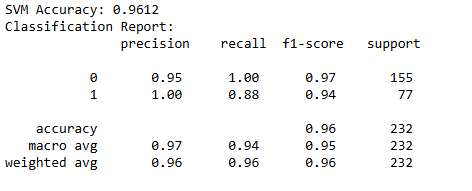 SVM Accuracy: 0.9612
Classification Report:
precision recall f1-score support
0 0.95 1.00 0.97 155
1 1.00 0.88 0.94 77
accuracy 0.96 232
macro avg 0.97 0.94 0.95 232
weighted avg 0.96 0.96 0.96 232